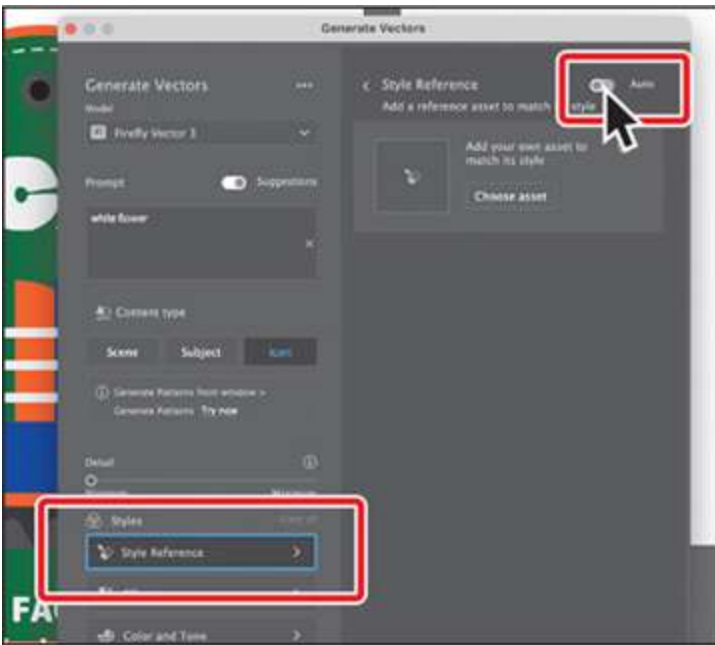 Generate Vectors
Generate Vectors
Model
Firefly Vector 3
Prompt
Suggestions
white flower
Content type
Scene
Subject
Icon
Generate Patterns from window >
Generate Patterns Try now
Detail
Minimum
Styles
Style Reference
Color and Tone
Style Reference
Auto
Add a reference asset to match
style
Add your own asset to
match its style
Choose asset
FA